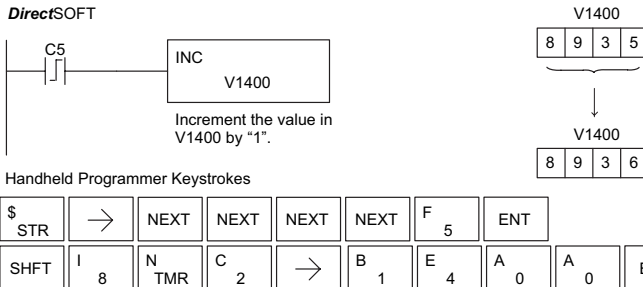 DirectSOFT
V1400
8 9 3 5
C5
INC
V1400
Increment the value in
V1400 by “1”.
V1400
8 9 3 6
Handheld Programmer Keystrokes
$ STR → NEXT NEXT NEXT NEXT F 5 ENT
SHFT I 8 N TMR C 2 → B 1 E 4 A 0 A 0